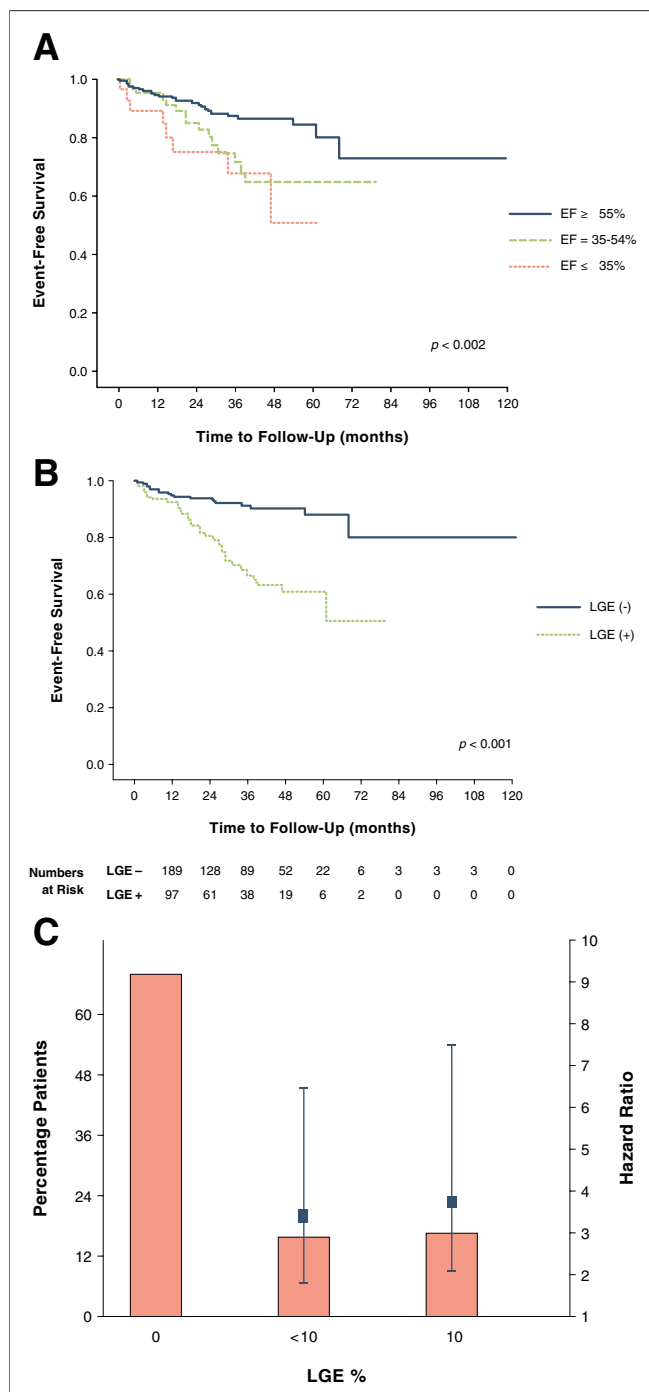 A
1.0
0.8
0.6
0.4
0.2
0.0
Event-Free Survival
EF ≥ 55%
EF = 35-54%
EF ≤ 35%
p < 0.002
0 12 24 36 48 60 72 84 96 108 120
Time to Follow-Up (months)
B
1.0
0.8
0.6
0.4
0.2
0.0
Event-Free Survival
LGE (-)
LGE (+)
p < 0.001
0 12 24 36 48 60 72 84 96 108 120
Time to Follow-Up (months)
Numbers at Risk
LGE – 189 128 89 52 22 6 3 3 3 0
LGE + 97 61 38 19 6 2 0 0 0 0
C
60
48
36
24
12
0
Percentage Patients
10
9
8
7
6
5
4
3
2
1
Hazard Ratio
0 <10 10
LGE %